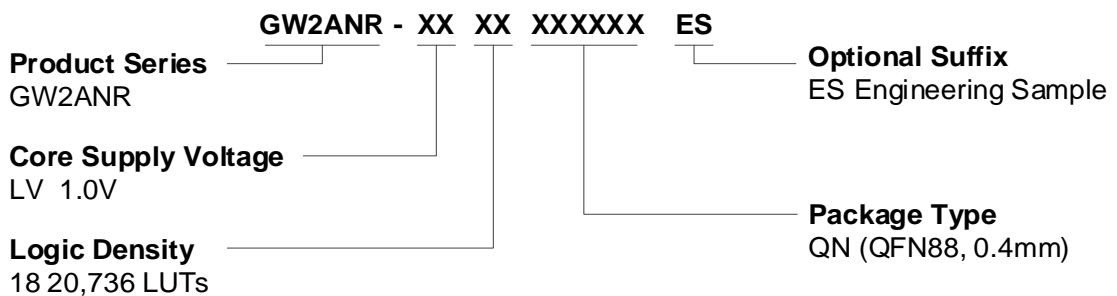 GW2ANR - XX XX XXXXXX ES
Product Series
GW2ANR
Optional Suffix
ES Engineering Sample
Core Supply Voltage
LV 1.0V
Package Type
QN (QFN88, 0.4mm)
Logic Density
18 20,736 LUTs